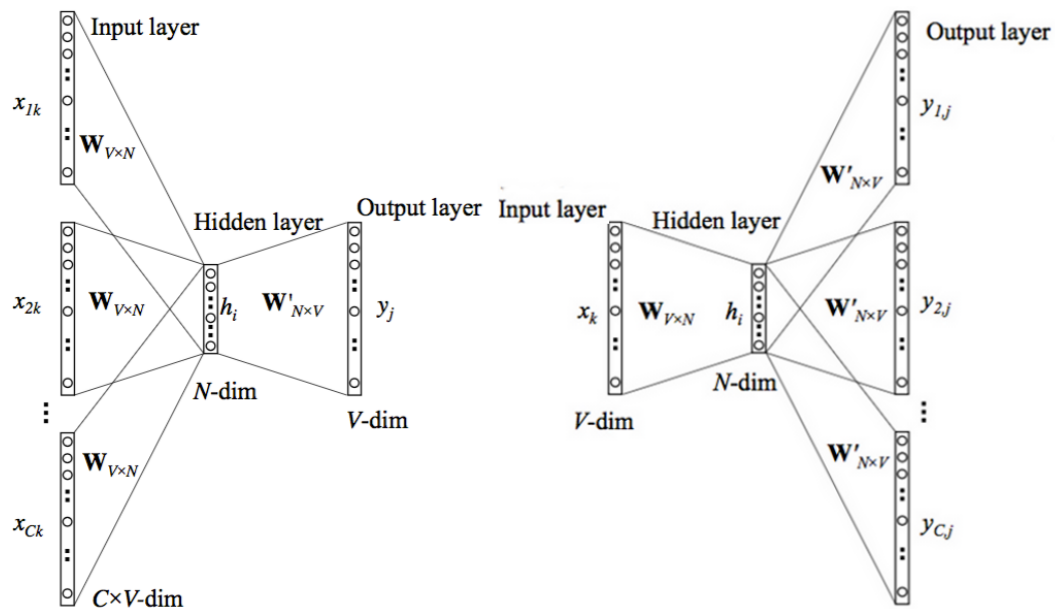 Input layer
x1k
WV×N
Hidden layer
Output layer
x2k
WV×N
hi
W'N×V
yj
N-dim
V-dim
WV×N
xCk
C×V-dim
Output layer
y1,j
W'N×V
Input layer
Hidden layer
xk
WV×N
hi
W'N×V
y2,j
N-dim
V-dim
W'N×V
yC,j